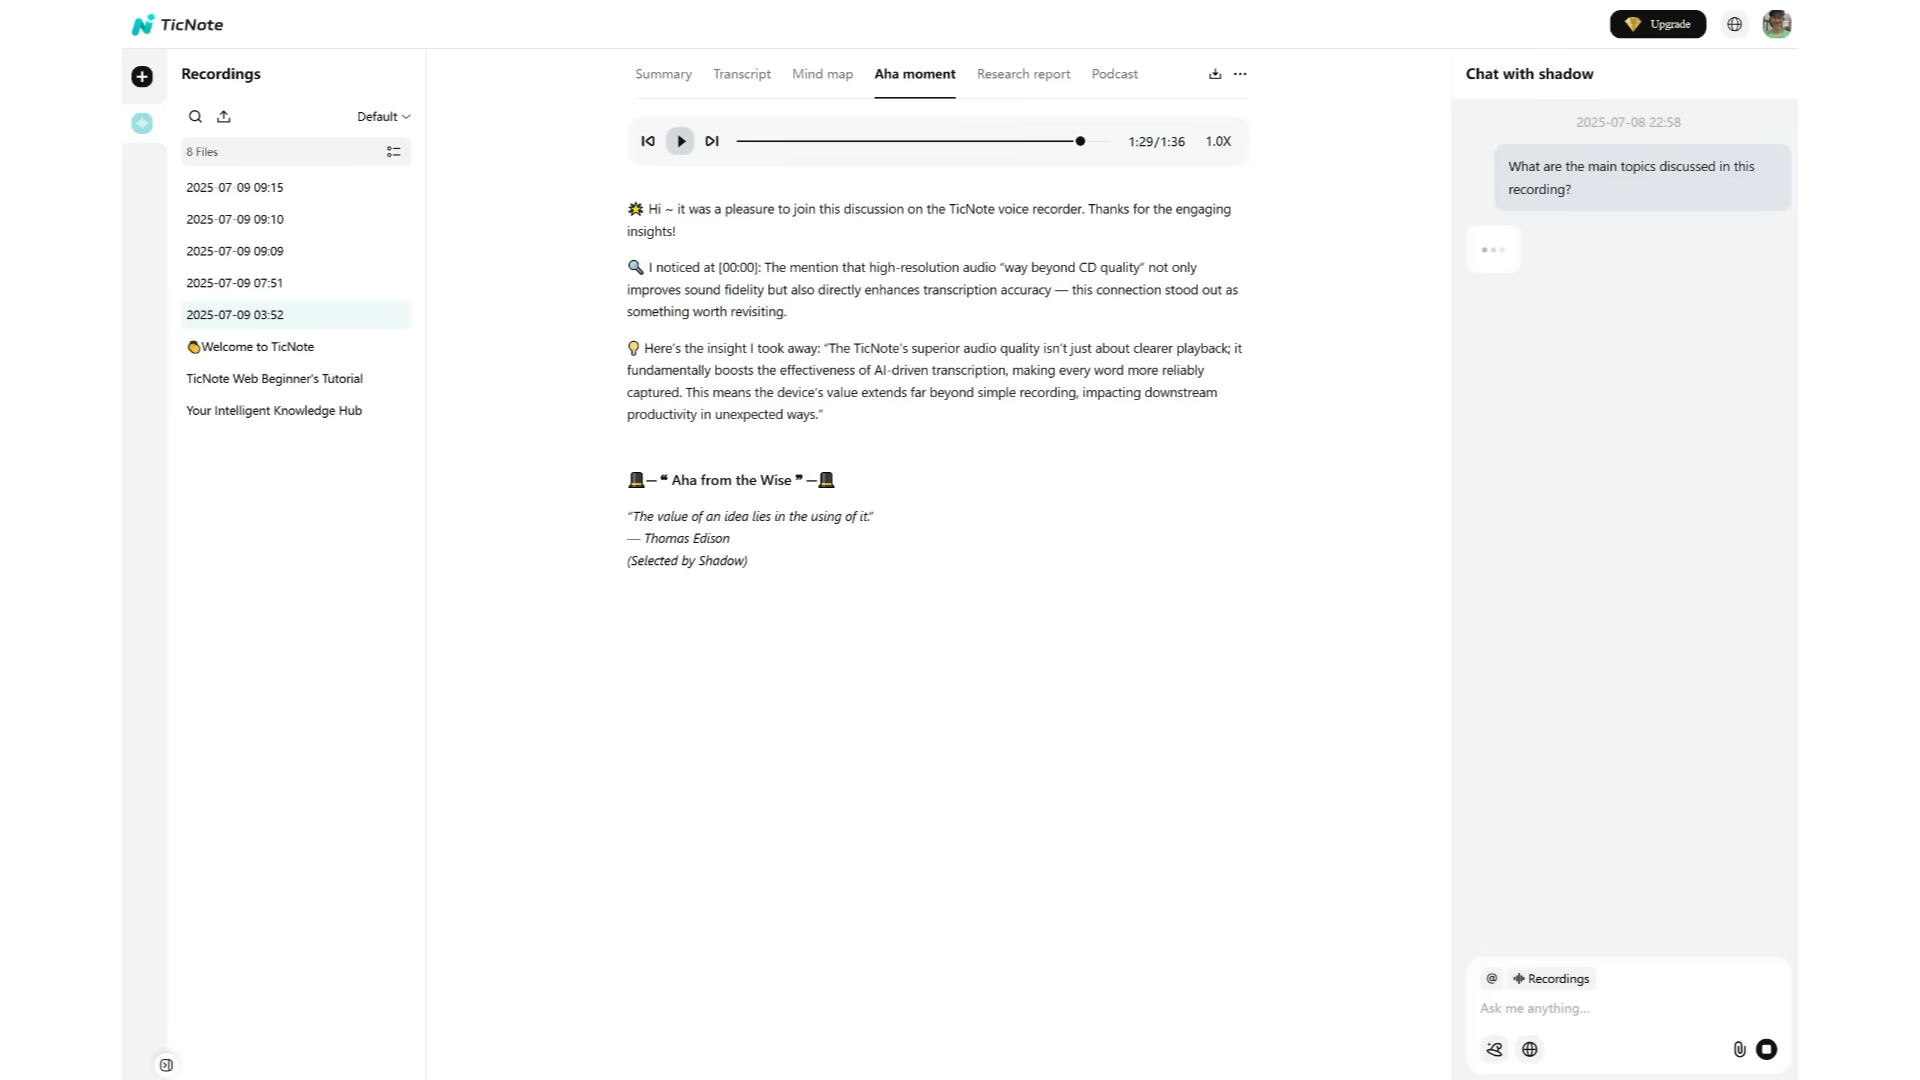 TicNote
Upgrade
Recordings
Default
8 Files
2025-07-09 09:15
2025-07-09 09:10
2025-07-09 09:09
2025-07-09 07:51
2025-07-09 03:52
👏Welcome to TicNote
TicNote Web Beginner's Tutorial
Your Intelligent Knowledge Hub
Summary Transcript Mind map Aha moment Research report Podcast
1:29/1:36 1.0X
🌟 Hi ~ it was a pleasure to join this discussion on the TicNote voice recorder. Thanks for the engaging
insights!
🔍 I noticed at [00:00]: The mention that high-resolution audio “way beyond CD quality” not only
improves sound fidelity but also directly enhances transcription accuracy — this connection stood out as
something worth revisiting.
💡 Here’s the insight I took away: “The TicNote’s superior audio quality isn’t just about clearer playback; it
fundamentally boosts the effectiveness of AI-driven transcription, making every word more reliably
captured. This means the device’s value extends far beyond simple recording, impacting downstream
productivity in unexpected ways.”
🎩— ❝ Aha from the Wise ❞ —🎩
“The value of an idea lies in the using of it.”
— Thomas Edison
(Selected by Shadow)
Chat with shadow
2025-07-08 22:58
What are the main topics discussed in this
recording?
@ Recordings
Ask me anything...